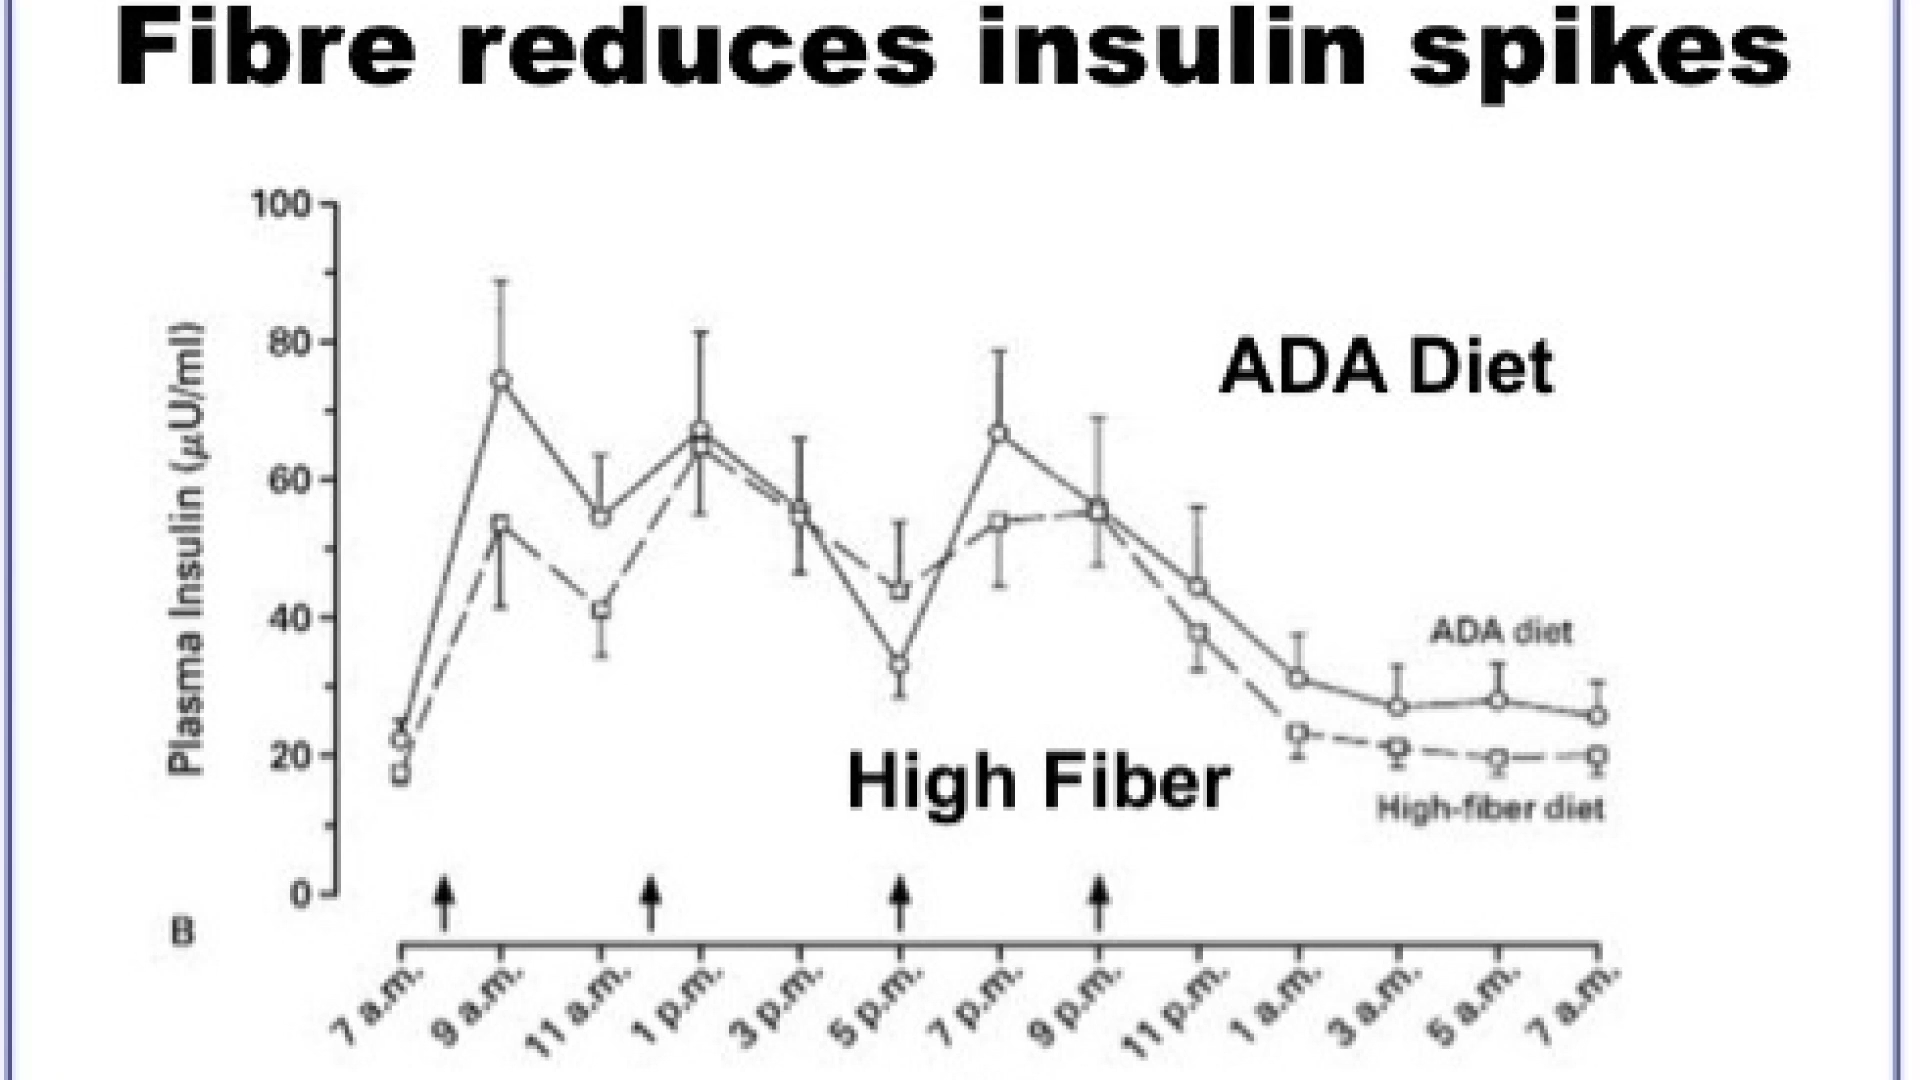 Fibre reduces insulin spikes
100
80
60
40
20
0
Plasma Insulin (μU/ml)
ADA Diet
ADA diet
High Fiber
High-fiber diet
B
7 a.m.
9 a.m.
11 a.m.
1 p.m.
3 p.m.
5 p.m.
7 p.m.
9 p.m.
11 p.m.
1 a.m.
3 a.m.
5 a.m.
7 a.m.